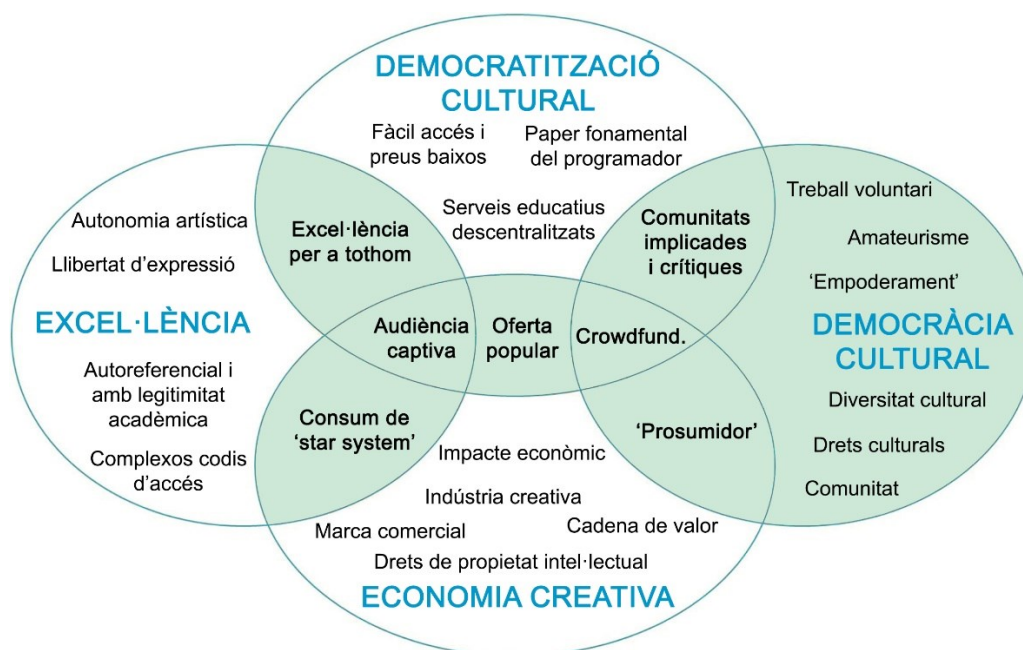 DEMOCRATITZACIÓ
CULTURAL
Fàcil accés i
preus baixos
Paper fonamental
del programador
Serveis educatius
descentralitzats
Autonomia artística
Llibertat d'expressió
EXCEL·LÈNCIA
Autoreferencial i
amb legitimitat
acadèmica
Complexos codis
d'accés
Excel·lència
per a tothom
Comunitats
implicades
i crítiques
Audiència
captiva
Oferta
popular
Crowdfund.
Consum de
'star system'
'Prosumidor'
Treball voluntari
Amateurisme
'Empoderament'
DEMOCRÀCIA
CULTURAL
Diversitat cultural
Drets culturals
Comunitat
Impacte econòmic
Indústria creativa
Marca comercial
Cadena de valor
Drets de propietat intel·lectual
ECONOMIA CREATIVA